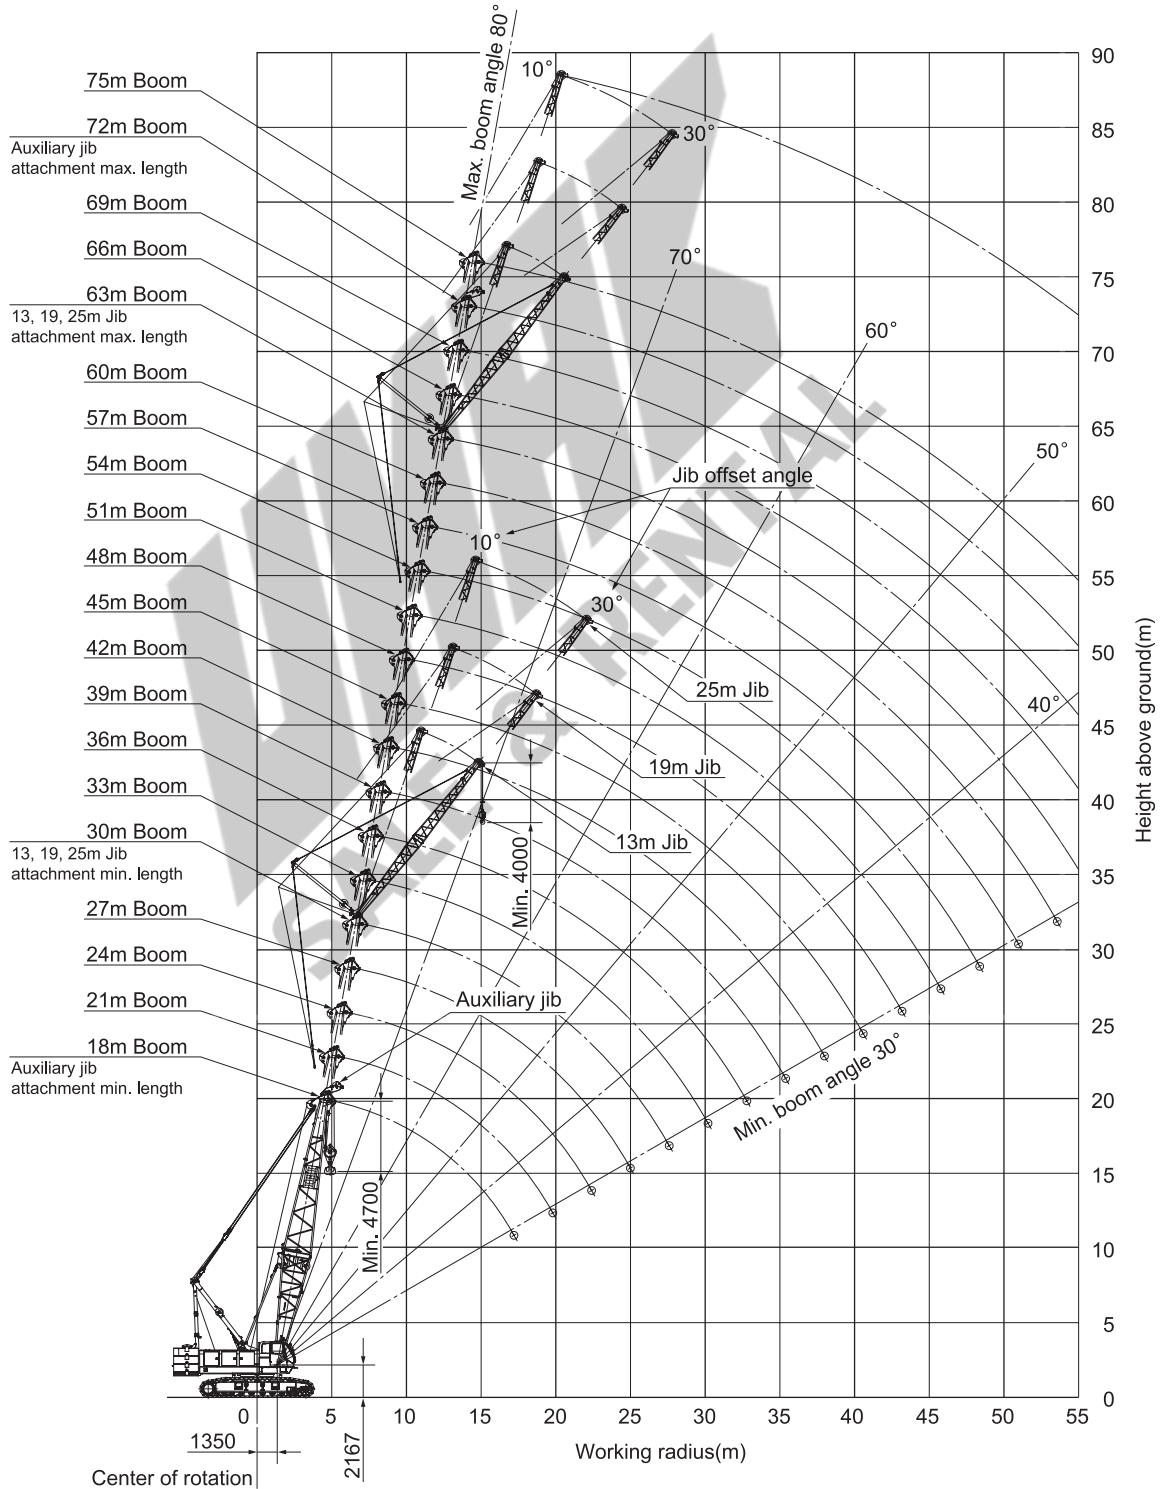 75m Boom
72m Boom
Auxiliary jib
attachment max. length
69m Boom
66m Boom
63m Boom
13, 19, 25m Jib
attachment max. length
60m Boom
57m Boom
54m Boom
51m Boom
48m Boom
45m Boom
42m Boom
39m Boom
36m Boom
33m Boom
30m Boom
13, 19, 25m Jib
attachment min. length
27m Boom
24m Boom
21m Boom
18m Boom
Auxiliary jib
attachment min. length
Max. boom angle 80°
10°
30°
70°
60°
50°
40°
Jib offset angle
10°
30°
25m Jib
19m Jib
13m Jib
Min. 4000
Auxiliary jib
Min. 4700
Min. boom angle 30°
SALE & RENTAL
90
85
80
75
70
65
60
55
50
45
40
35
30
25
20
15
10
5
0
Height above ground(m)
0 5 10 15 20 25 30 35 40 45 50 55
Working radius(m)
1350
2167
Center of rotation